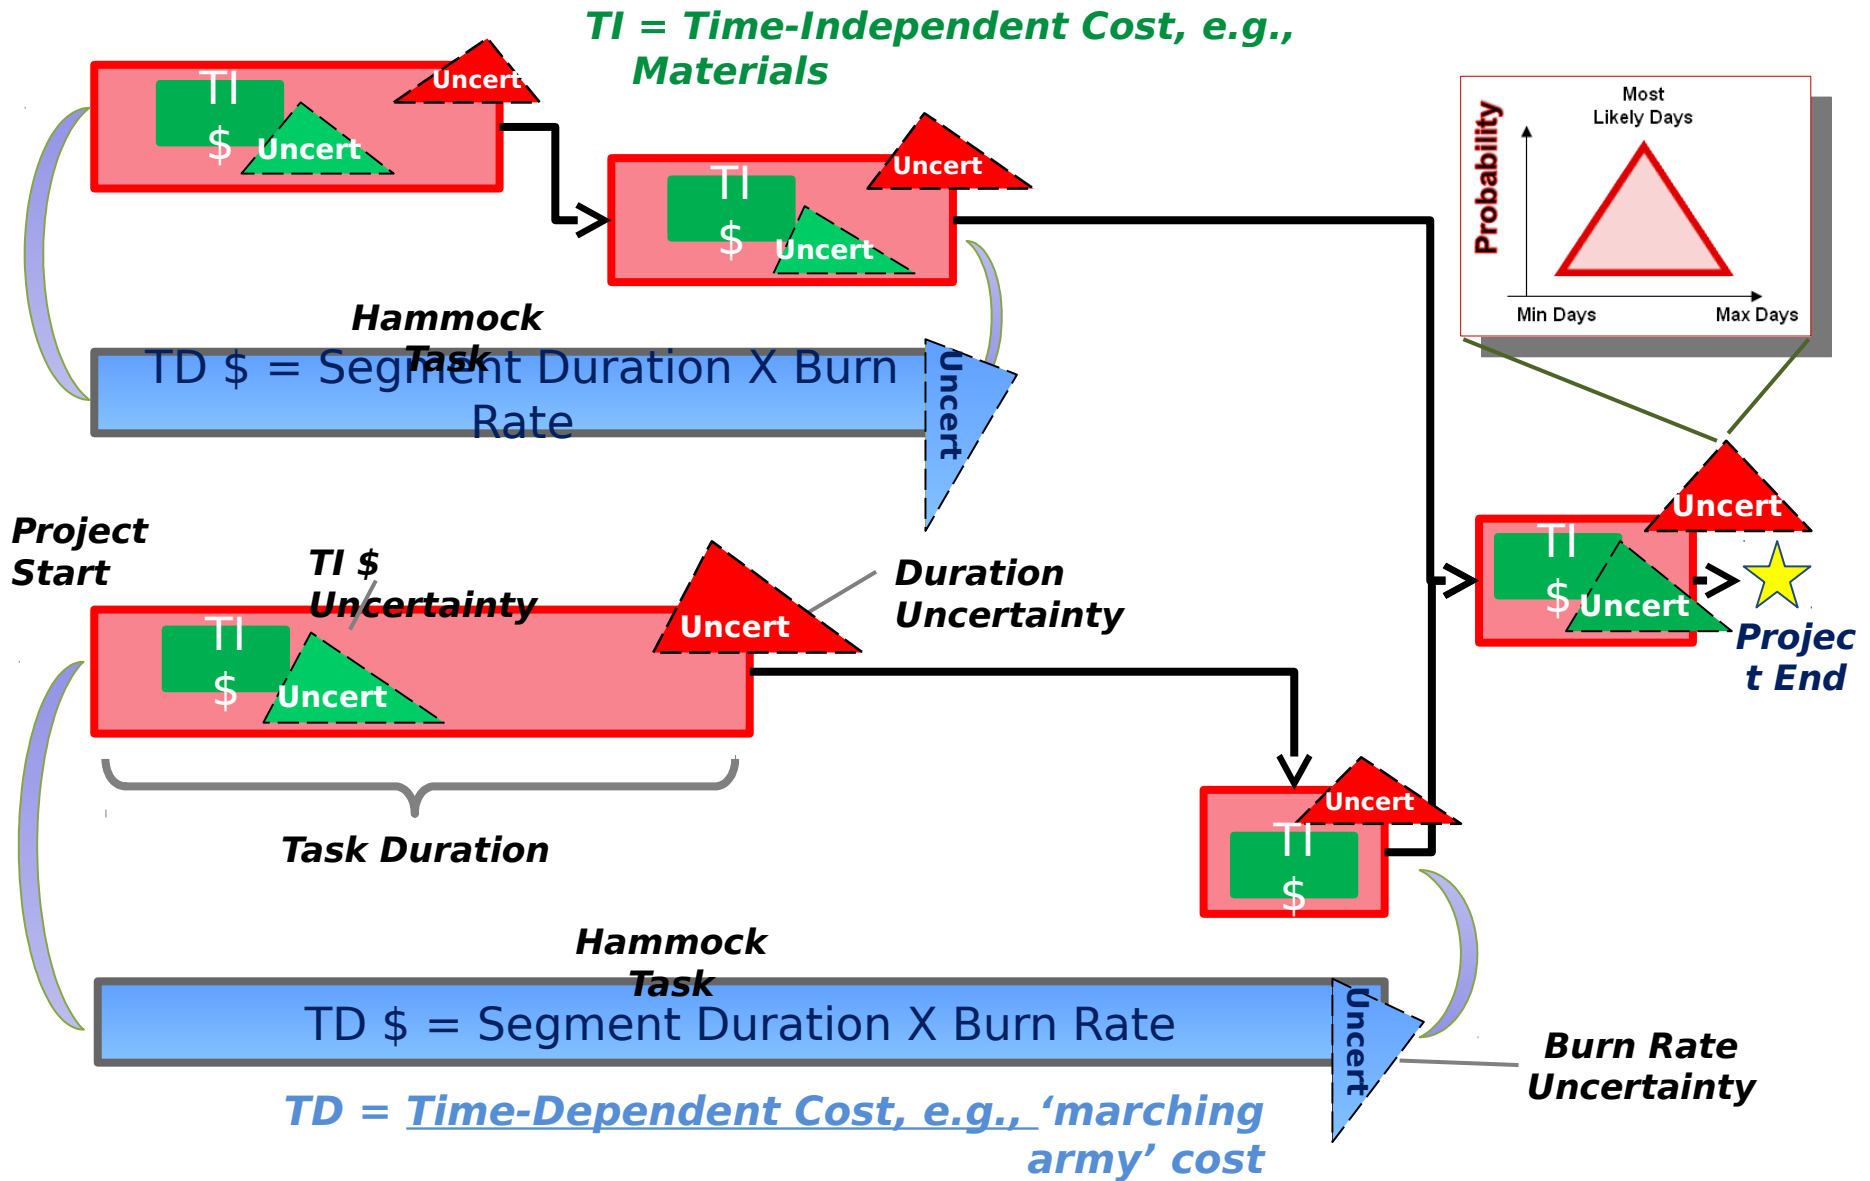 TI = Time-Independent Cost, e.g.,
Materials
Uncert
TI
$
Uncert
Uncert
TI
$
Uncert
Most
Likely Days
Probability
Min Days
Max Days
Hammock
Task
TD $ = Segment Duration X Burn
Rate
Uncert
Project
Start
TI $
Uncertainty
Uncert
Duration
Uncertainty
TI
$
Uncert
Uncert
TI
$
Uncert
Projec
t End
Task Duration
Uncert
TI
$
Hammock
Task
TD $ = Segment Duration X Burn Rate
Uncert
Burn Rate
Uncertainty
TD = Time-Dependent Cost, e.g., ‘marching
army’ cost